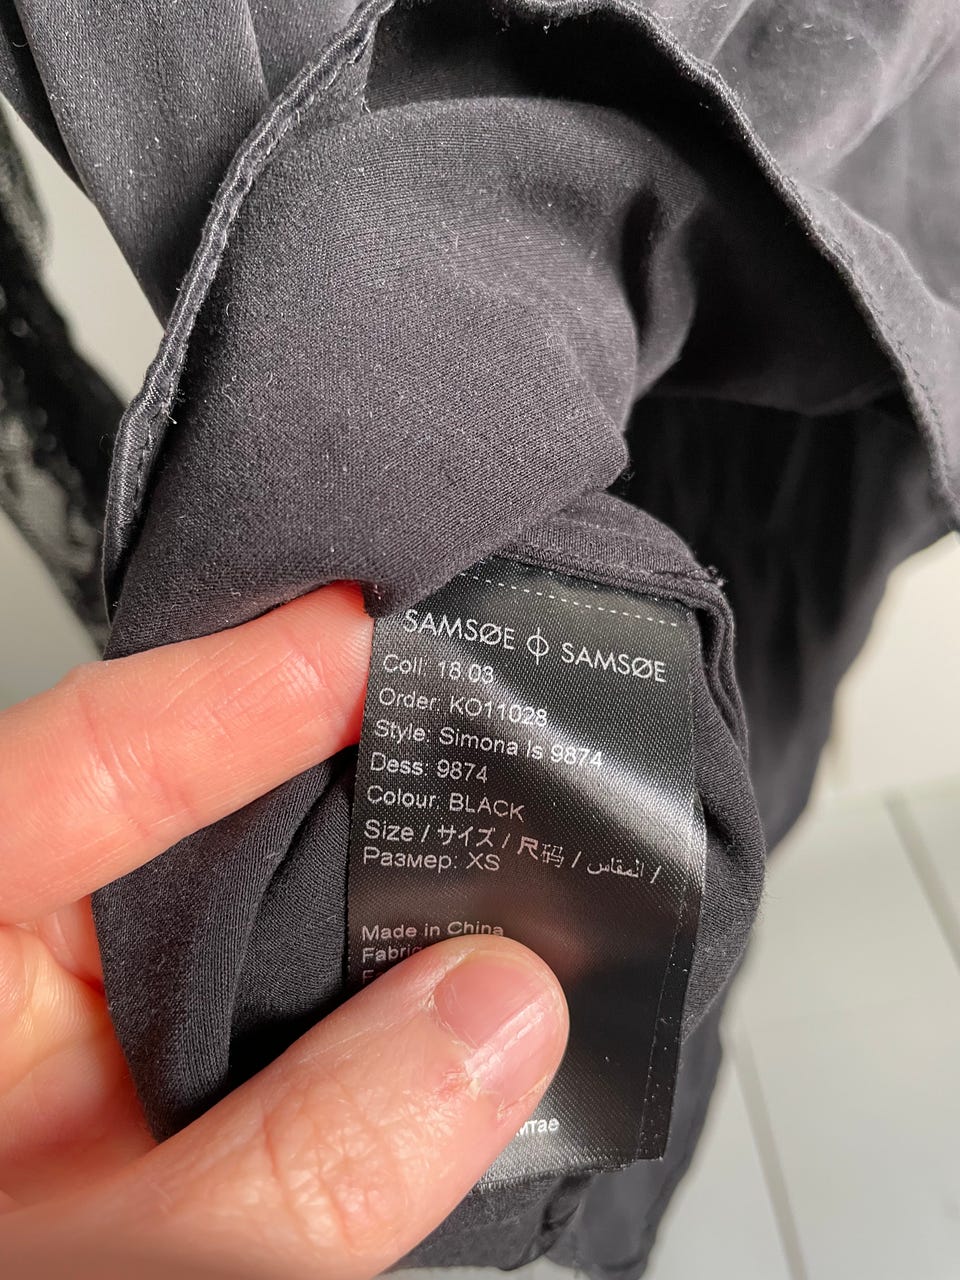 SAMSØE ϕ SAMSØE
Coll: 18.03
Order: KO11028
Style: Simona ls 9874
Dess: 9874
Colour: BLACK
Size / サイズ / 尺码 / المقاس /
Размер: XS
Made in China